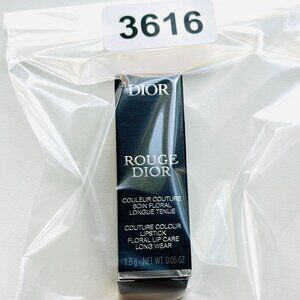 3616
DIOR
ROUGE
DIOR
COULEUR COUTURE
SOIN FLORAL
LONGUE TENUE
COUTURE COLOUR
LIPSTICK
FLORAL LIP CARE
LONG WEAR
1,5 g - NET WT. 0.05 OZ